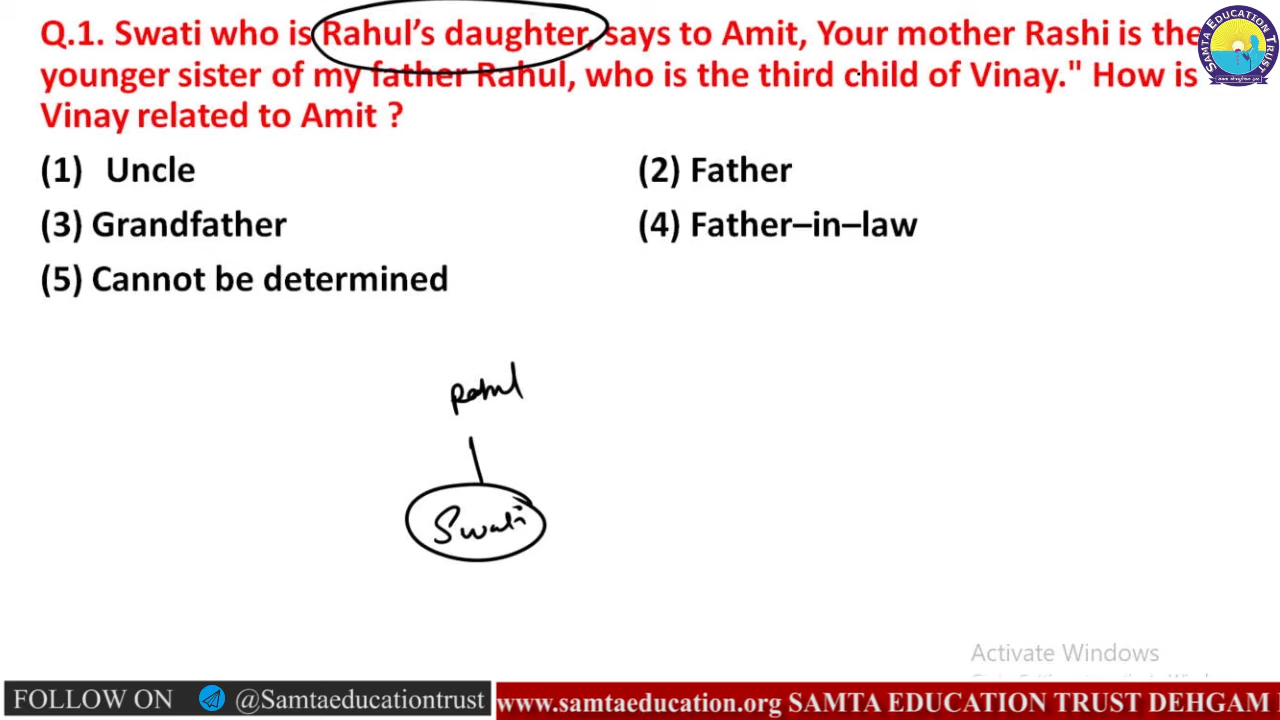 Q.1. Swati who is Rahul's daughter, says to Amit, Your mother Rashi is the
younger sister of my father Rahul, who is the third child of Vinay." How is
Vinay related to Amit ?
(1) Uncle
(2) Father
(3) Grandfather
(4) Father–in–law
(5) Cannot be determined
Rahul
Swati
SAMTA EDUCATION TRUST
Activate Windows
FOLLOW ON @Samtaeducationtrust
www.samtaeducation.org SAMTA EDUCATION TRUST DEHGAM